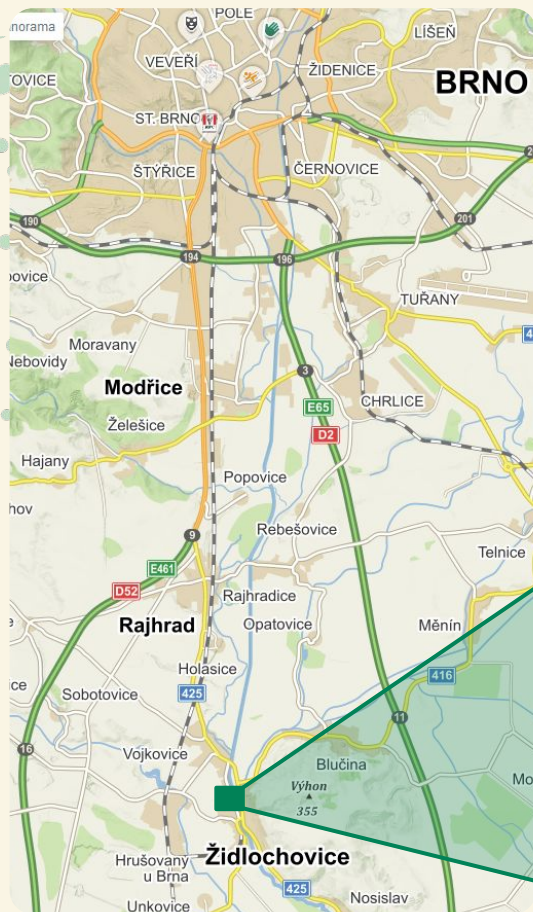 POLE
norama
LÍŠEŇ
VEVEŘÍ
ŽIDENICE
TOVICE
BRNO
ST. BRNO
ŠTÝŘICE
ČERNOVICE
190
201
194
196
TUŘANY
Moravany
Nebovidy
3
Modřice
E65
CHRLICE
D2
Želešice
Hajany
Popovice
hov
Rebešovice
9
Telnice
E461
D52
Rajhradice
Rajhrad
Opatovice
Měnín
Holasice
416
ice
Sobotovice
425
11
16
Vojkovice
Blučina
Výhon
355
Mo
Židlochovice
Hrušovany
u Brna
425
Nosislav
Unkovice